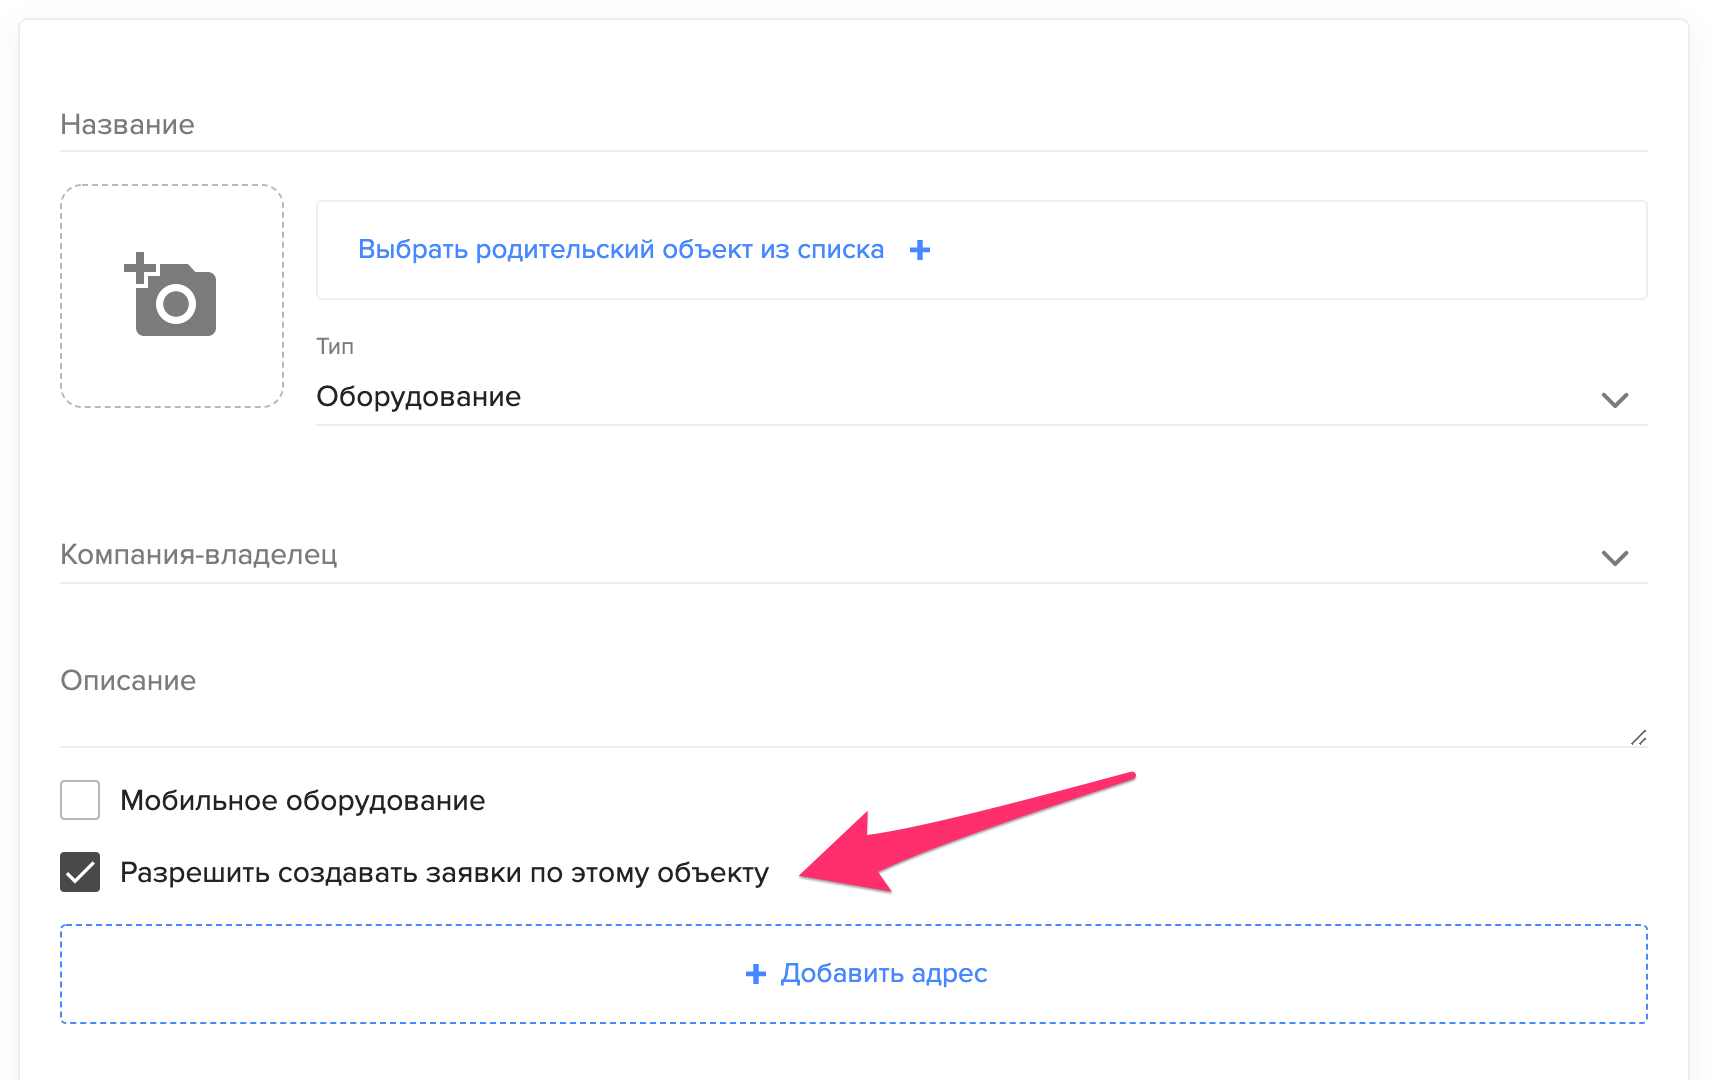 Название
Выбрать родительский объект из списка +
Тип
Оборудование
Компания-владелец
Описание
Мобильное оборудование
Разрешить создавать заявки по этому объекту
+ Добавить адрес